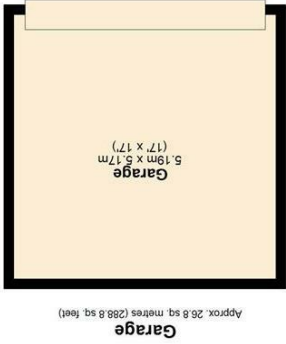 Garage
Approx. 26.8 sq. metres (288.8 sq. feet)
Garage
5.19m x 5.17m
(17' x 17')